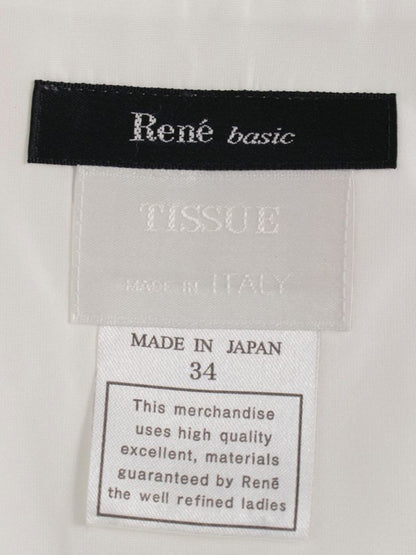 René basic
TISSUE
MADE IN ITALY
MADE IN JAPAN
34
This merchandise
uses high quality
excellent, materials
guaranteed by René
the well refined ladies